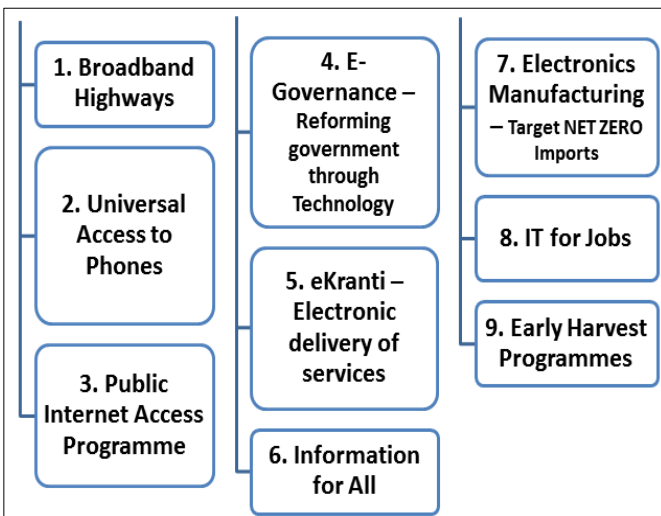 1. Broadband
Highways
2. Universal
Access to
Phones
3. Public
Internet Access
Programme
4. E-
Governance –
Reforming
government
through
Technology
5. eKranti –
Electronic
delivery of
services
6. Information
for All
7. Electronics
Manufacturing
– Target NET ZERO
Imports
8. IT for Jobs
9. Early Harvest
Programmes